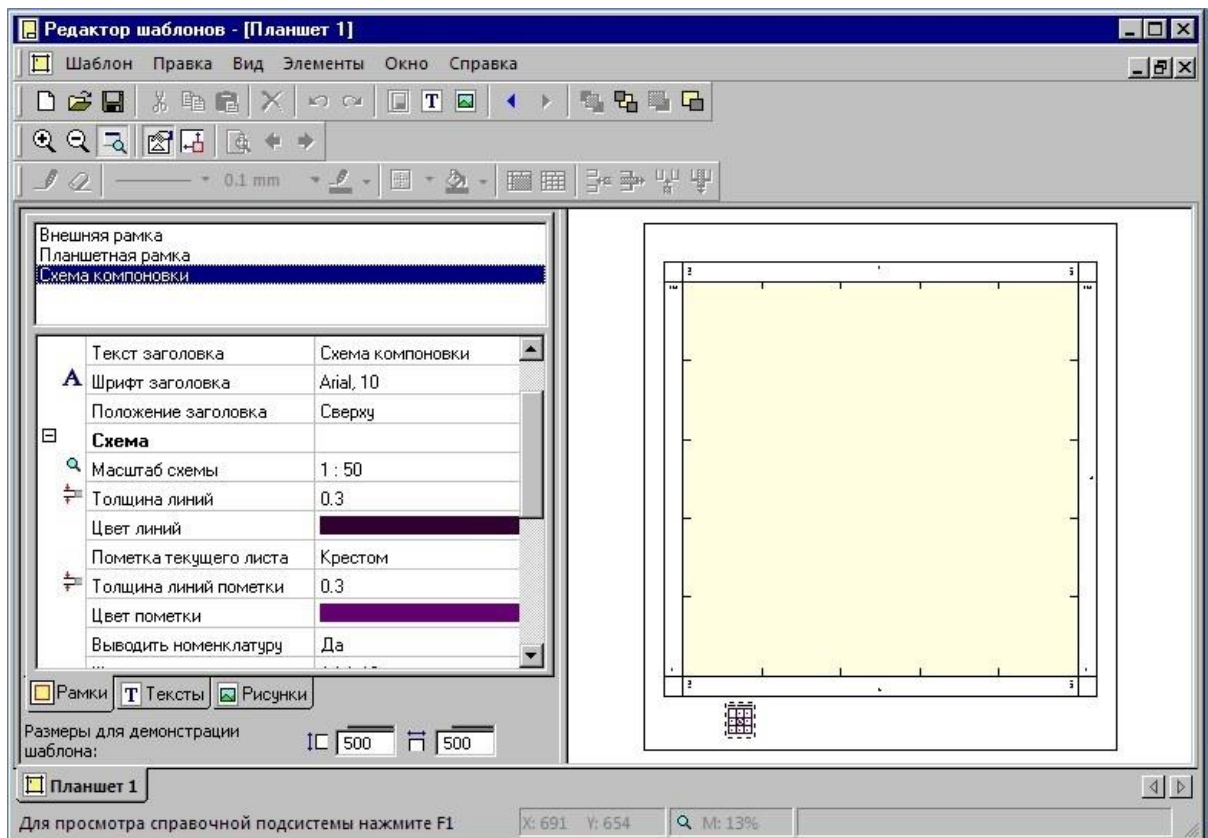 Редактор шаблонов - [Планшет 1]
Шаблон Правка Вид Элементы Окно Справка
T
0.1 mm
Внешняя рамка
Планшетная рамка
Схема компоновки
Текст заголовка Схема компоновки
A Шрифт заголовка Arial, 10
Положение заголовка Сверху
Схема
Масштаб схемы 1 : 50
Толщина линий 0.3
Цвет линий
Пометка текущего листа Крестом
Толщина линий пометки 0.3
Цвет пометки
Выводить номенклатуру Да
Рамки T Тексты Рисунки
Размеры для демонстрации
шаблона: 500 500
Планшет 1
Для просмотра справочной подсистемы нажмите F1 X: 691 Y: 654 М: 13%